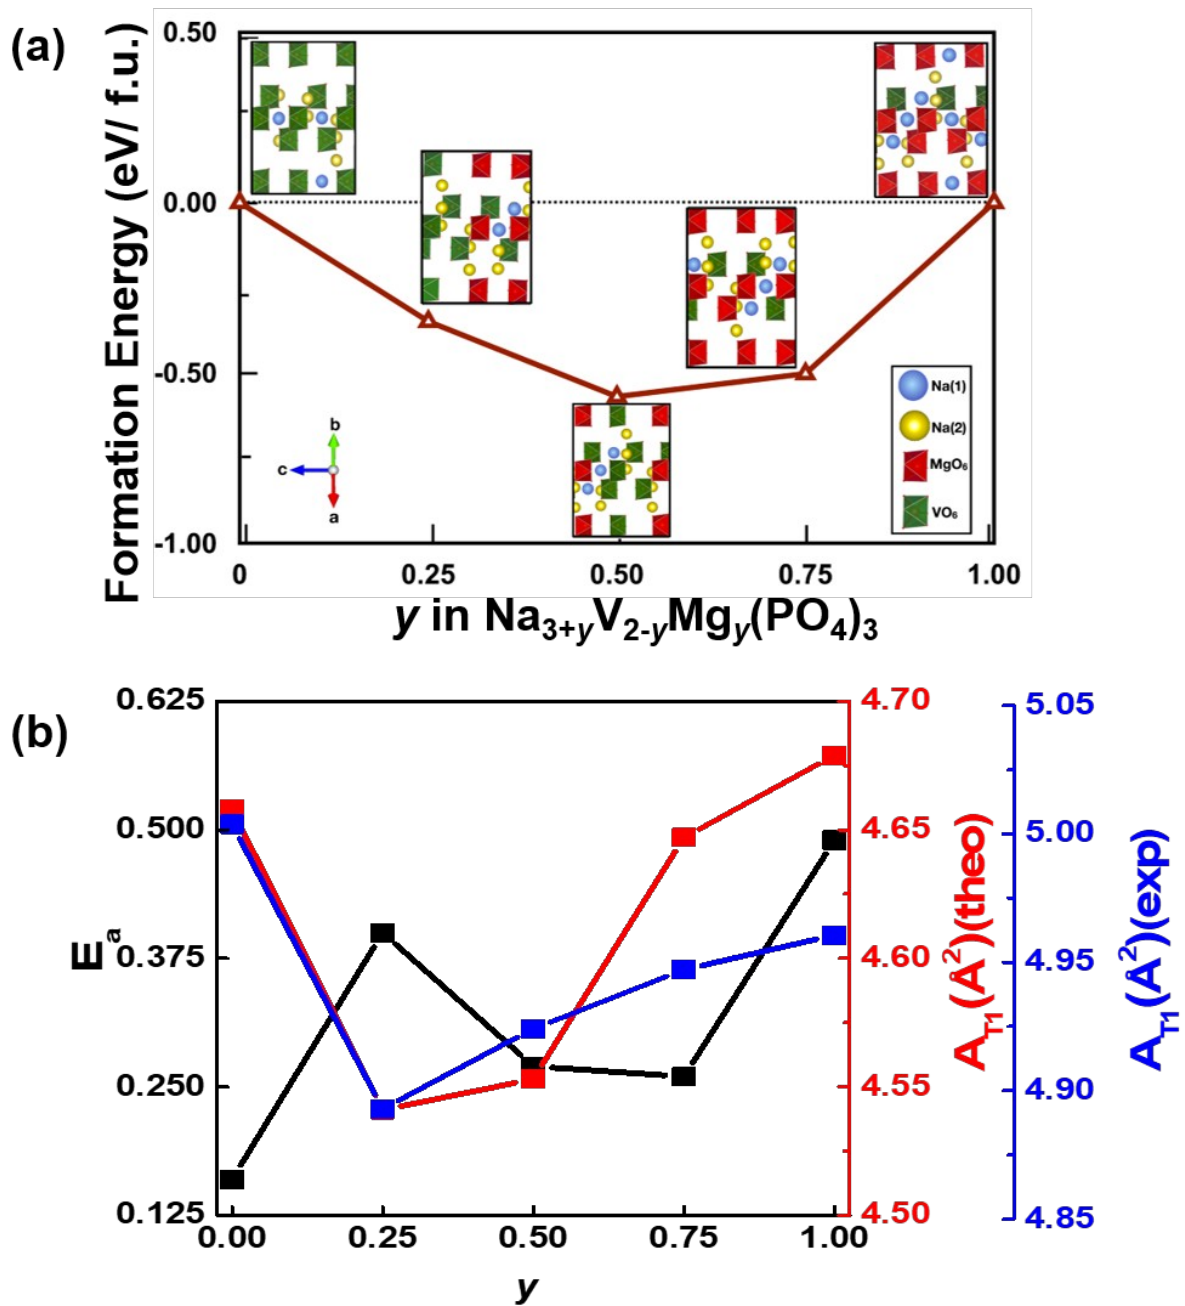 (a)
Formation Energy (eV/ f.u.)
0.50
0.00
-0.50
-1.00
b
c
a
Na(1)
Na(2)
MgO₆
VO₆
0
0.25
0.50
0.75
1.00
y in Na₃₊yV₂₋yMgy(PO₄)₃
(b)
Eₐ
0.625
0.500
0.375
0.250
0.125
4.70
4.65
4.60
4.55
4.50
A_T1(Å²)(theo)
5.05
5.00
4.95
4.90
4.85
A_T1(Å²)(exp)
0.00
0.25
0.50
0.75
1.00
y